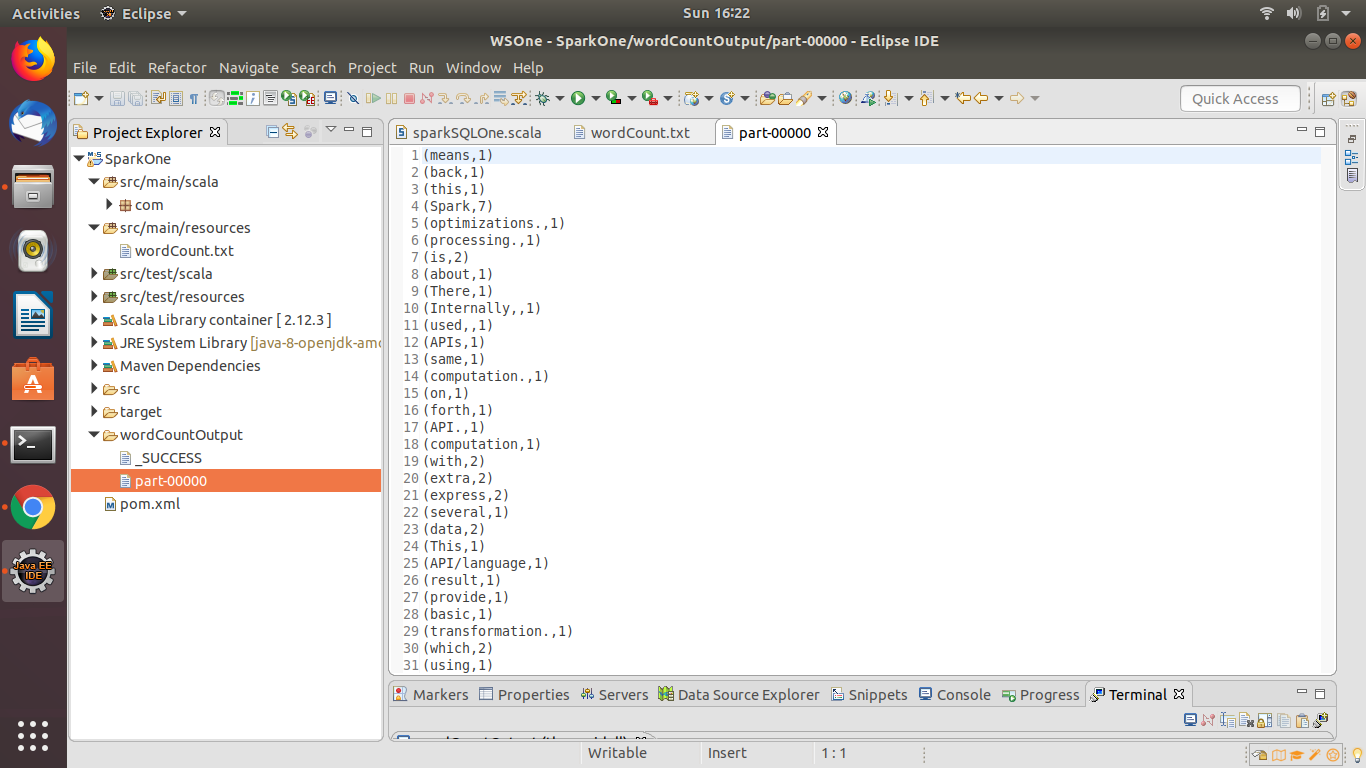 Activities Eclipse Sun 16:22
WSOne - SparkOne/wordCountOutput/part-00000 - Eclipse IDE
File Edit Refactor Navigate Search Project Run Window Help
Quick Access
Project Explorer
SparkOne
src/main/scala
com
src/main/resources
wordCount.txt
src/test/scala
src/test/resources
Scala Library container [ 2.12.3 ]
JRE System Library [java-8-openjdk-amd
Maven Dependencies
src
target
wordCountOutput
_SUCCESS
part-00000
pom.xml
Java EE
IDE
sparkSQLOne.scala wordCount.txt part-00000
1 (means,1)
2 (back,1)
3 (this,1)
4 (Spark,7)
5 (optimizations.,1)
6 (processing.,1)
7 (is,2)
8 (about,1)
9 (There,1)
10 (Internally,,1)
11 (used,,1)
12 (APIs,1)
13 (same,1)
14 (computation.,1)
15 (on,1)
16 (forth,1)
17 (API.,1)
18 (computation,1)
19 (with,2)
20 (extra,2)
21 (express,2)
22 (several,1)
23 (data,2)
24 (This,1)
25 (API/language,1)
26 (result,1)
27 (provide,1)
28 (basic,1)
29 (transformation.,1)
30 (which,2)
31 (using,1)
Markers Properties Servers Data Source Explorer Snippets Console Progress Terminal
Writable Insert 1 : 1